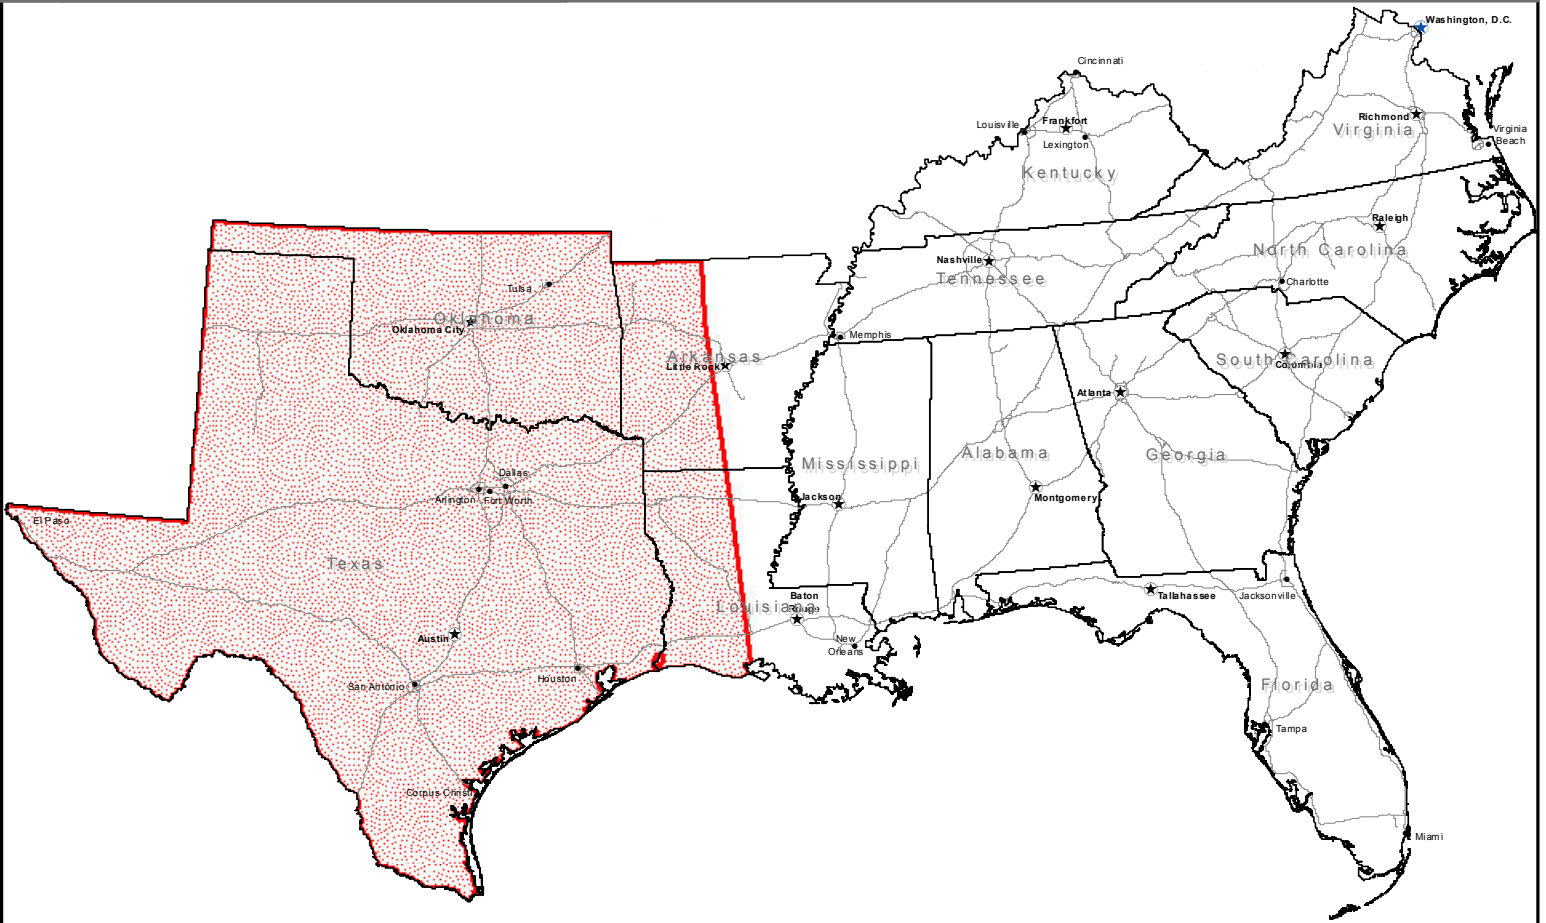 Washington, D.C.
Cincinnati
Louisville
Frankfort
Lexington
Kentucky
Richmond
Virginia
Virginia
Beach
Raleigh
North Carolina
Nashville
Tennessee
Charlotte
Tulsa
Oklahoma
Oklahoma City
Memphis
Arkansas
Little Rock
South Carolina
Columbia
Atlanta
Mississippi
Alabama
Georgia
Dallas
Arlington
Fort Worth
Jackson
Montgomery
El Paso
Texas
Baton
Rouge
Louisiana
Tallahassee
Jacksonville
Austin
New
Orleans
Houston
San Antonio
Florida
Tampa
Corpus Christi
Miami